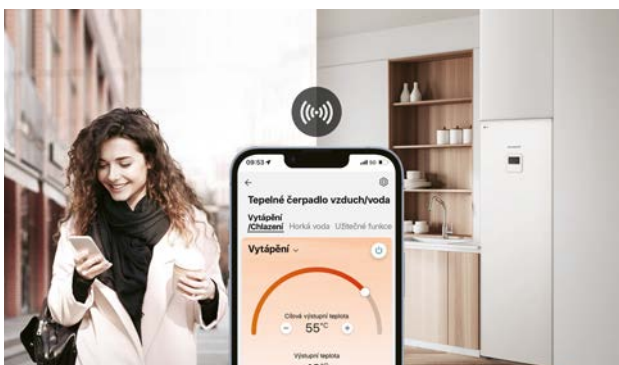 09:53
5G
Tepelné čerpadlo vzduch/voda
Vytápění
/Chlazení Horká voda Užitečné funkce
Vytápění
Cílová výstupní teplota
− 55°C +
Výstupní teplota